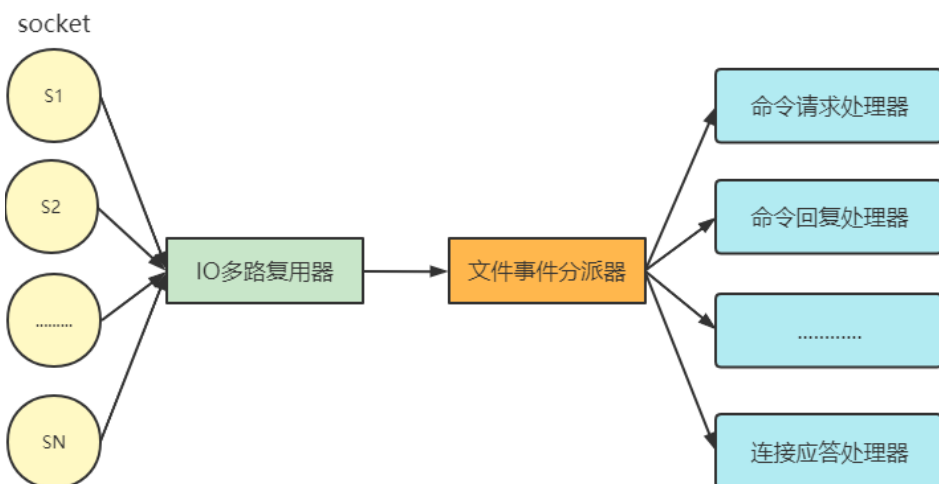 socket
S1
S2
.........
SN
IO多路复用器
文件事件分派器
命令请求处理器
命令回复处理器
............
连接应答处理器